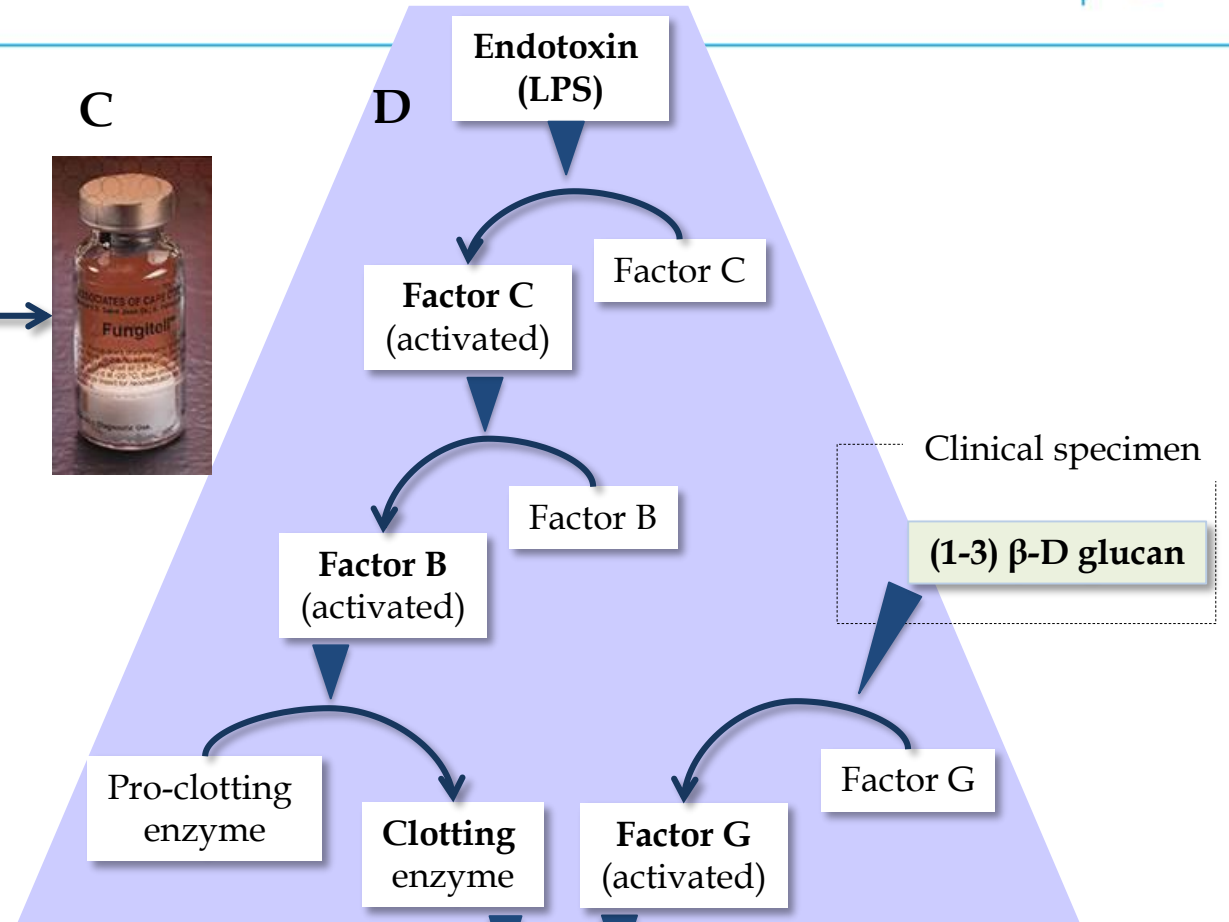 Endotoxin
(LPS)
C
D
Factor C
Factor C
(activated)
Fungitell
Clinical specimen
Factor B
(1-3) β-D glucan
Factor B
(activated)
Factor G
Pro-clotting
enzyme
Clotting
enzyme
Factor G
(activated)